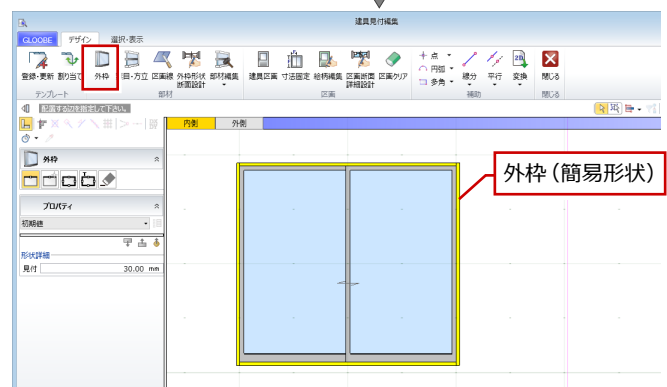 建具見付編集
GLOOBE デザイン 選択・表示
登録・更新 割り当て 外枠 目・方立 区画線 外枠形状断面設計 部材編集 建具区画 寸法固定 絵柄編集 区画断面詳細設計 区画クリア 点 円弧 多角 線分 平行 変換 閉じる
テンプレート 部材 区画 補助 閉じる
配置する辺を指定して下さい。
内側 外側
外枠
外枠(簡易形状)
プロパティ
初期値
形状詳細
見付 30.00 mm